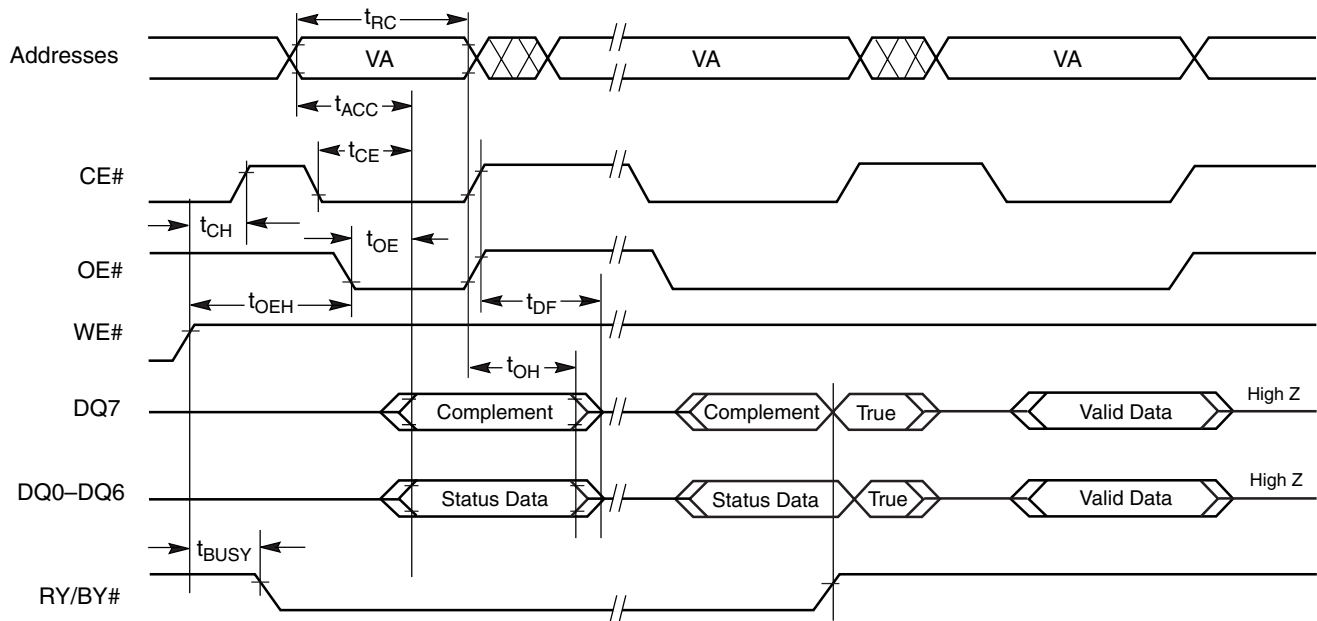 tRC
Addresses VA VA VA
tACC
tCE
CE#
tCH
tOE
OE#
tOEH
tDF
WE#
tOH
DQ7 Complement Complement True Valid Data High Z
DQ0–DQ6 Status Data Status Data True Valid Data High Z
tBUSY
RY/BY#